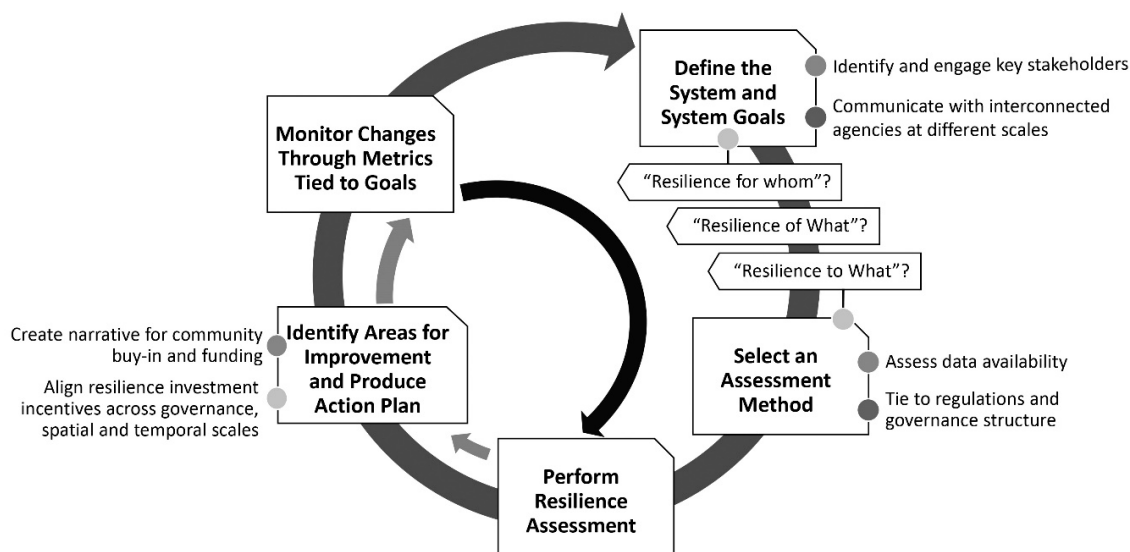 Define the
System and
System Goals
Identify and engage key stakeholders
Communicate with interconnected
agencies at different scales
“Resilience for whom”?
“Resilience of What”?
“Resilience to What”?
Select an
Assessment
Method
Assess data availability
Tie to regulations and
governance structure
Perform
Resilience
Assessment
Identify Areas for
Improvement
and Produce
Action Plan
Create narrative for community
buy-in and funding
Align resilience investment
incentives across governance,
spatial and temporal scales
Monitor Changes
Through Metrics
Tied to Goals